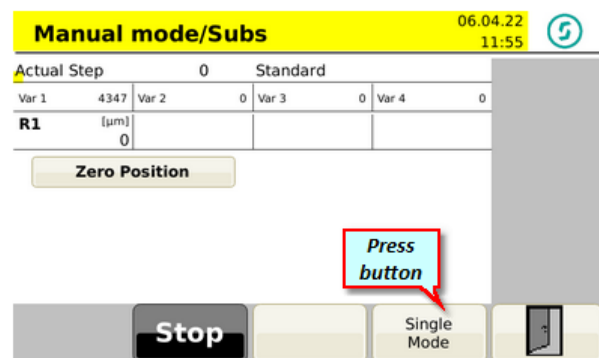 Manual mode/Subs
06.04.22
11:55
Actual Step 0 Standard
Var 1 4347 Var 2 0 Var 3 0 Var 4 0
R1 [µm]
0
Zero Position
Press
button
Stop
Single
Mode